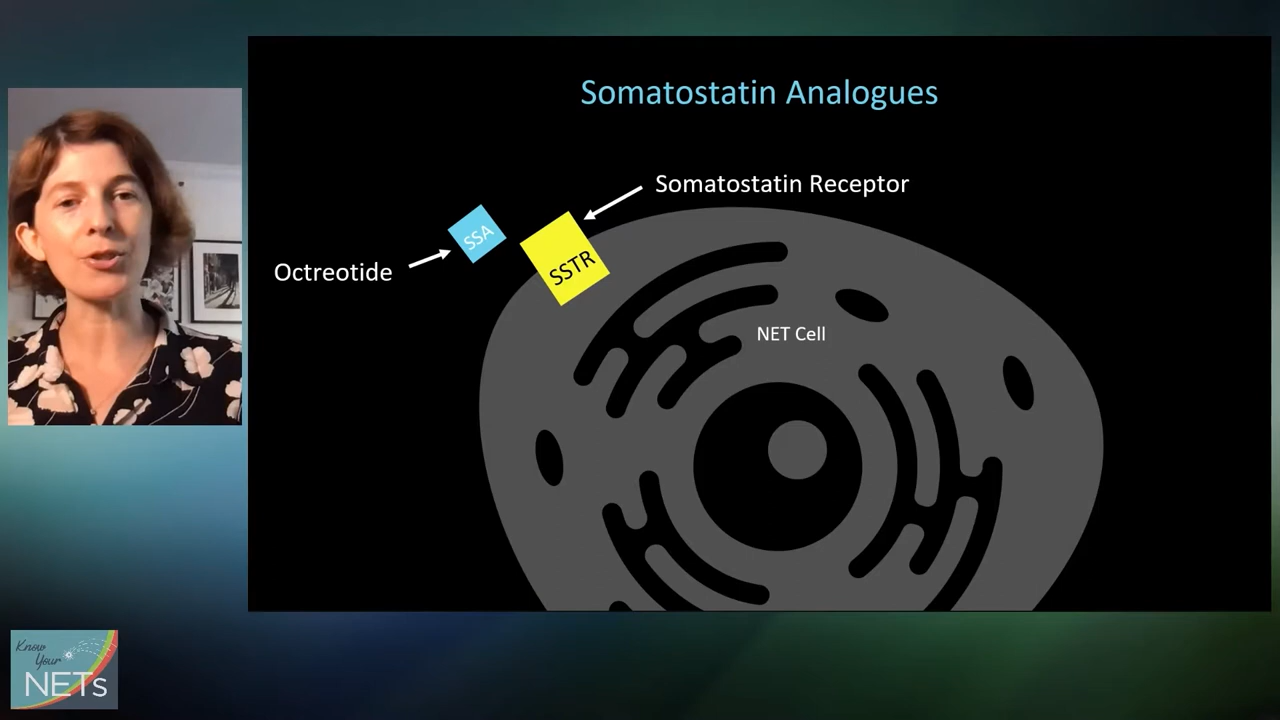 Somatostatin Analogues
Somatostatin Receptor
SSA
SSTR
Octreotide
NET Cell
Know
Your
NETs